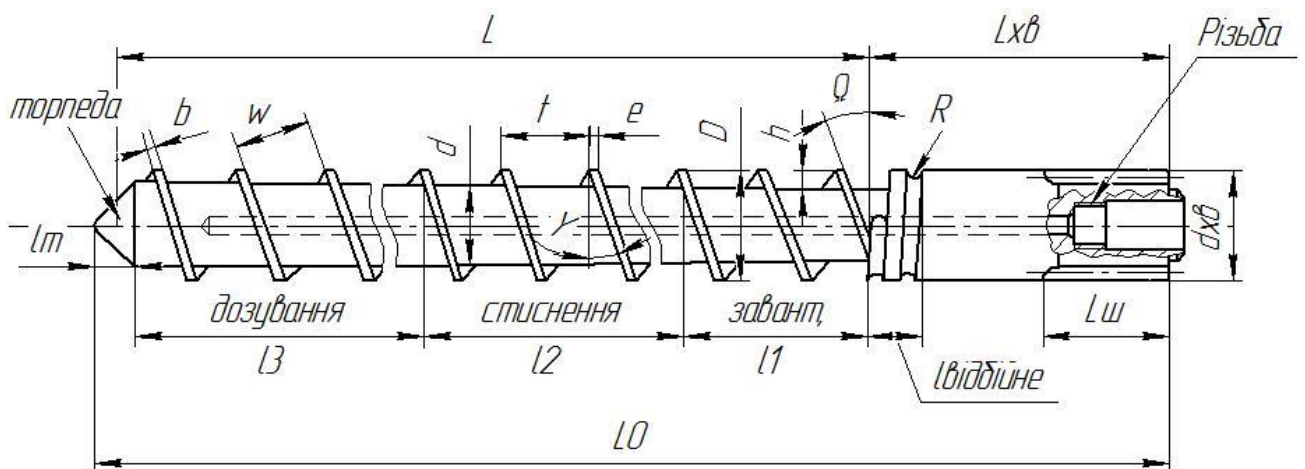 L
Lхв
Різьба
торпеда
b
w
d
t
e
D
h
Q
R
γ
lт
dхв
дозування
стиснення
завант,
Lш
l3
l2
l1
lвідбійне
L0